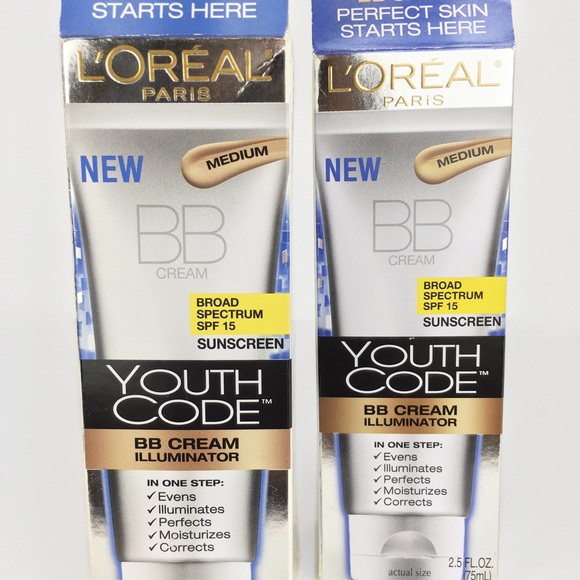 STARTS HERE
L'ORÉAL®
PARIS
NEW
MEDIUM
BB
CREAM
BROAD
SPECTRUM
SPF 15
SUNSCREEN
YOUTH
CODE™
BB CREAM
ILLUMINATOR
IN ONE STEP:
✓Evens
✓Illuminates
✓Perfects
✓Moisturizes
✓Corrects
PERFECT SKIN
STARTS HERE
L'ORÉAL®
PARIS
NEW
MEDIUM
BB
CREAM
BROAD
SPECTRUM
SPF 15
SUNSCREEN
YOUTH
CODE™
BB CREAM
ILLUMINATOR
IN ONE STEP:
✓Evens
✓Illuminates
✓Perfects
✓Moisturizes
✓Corrects
actual size
2.5 FL.OZ.
(75mL)